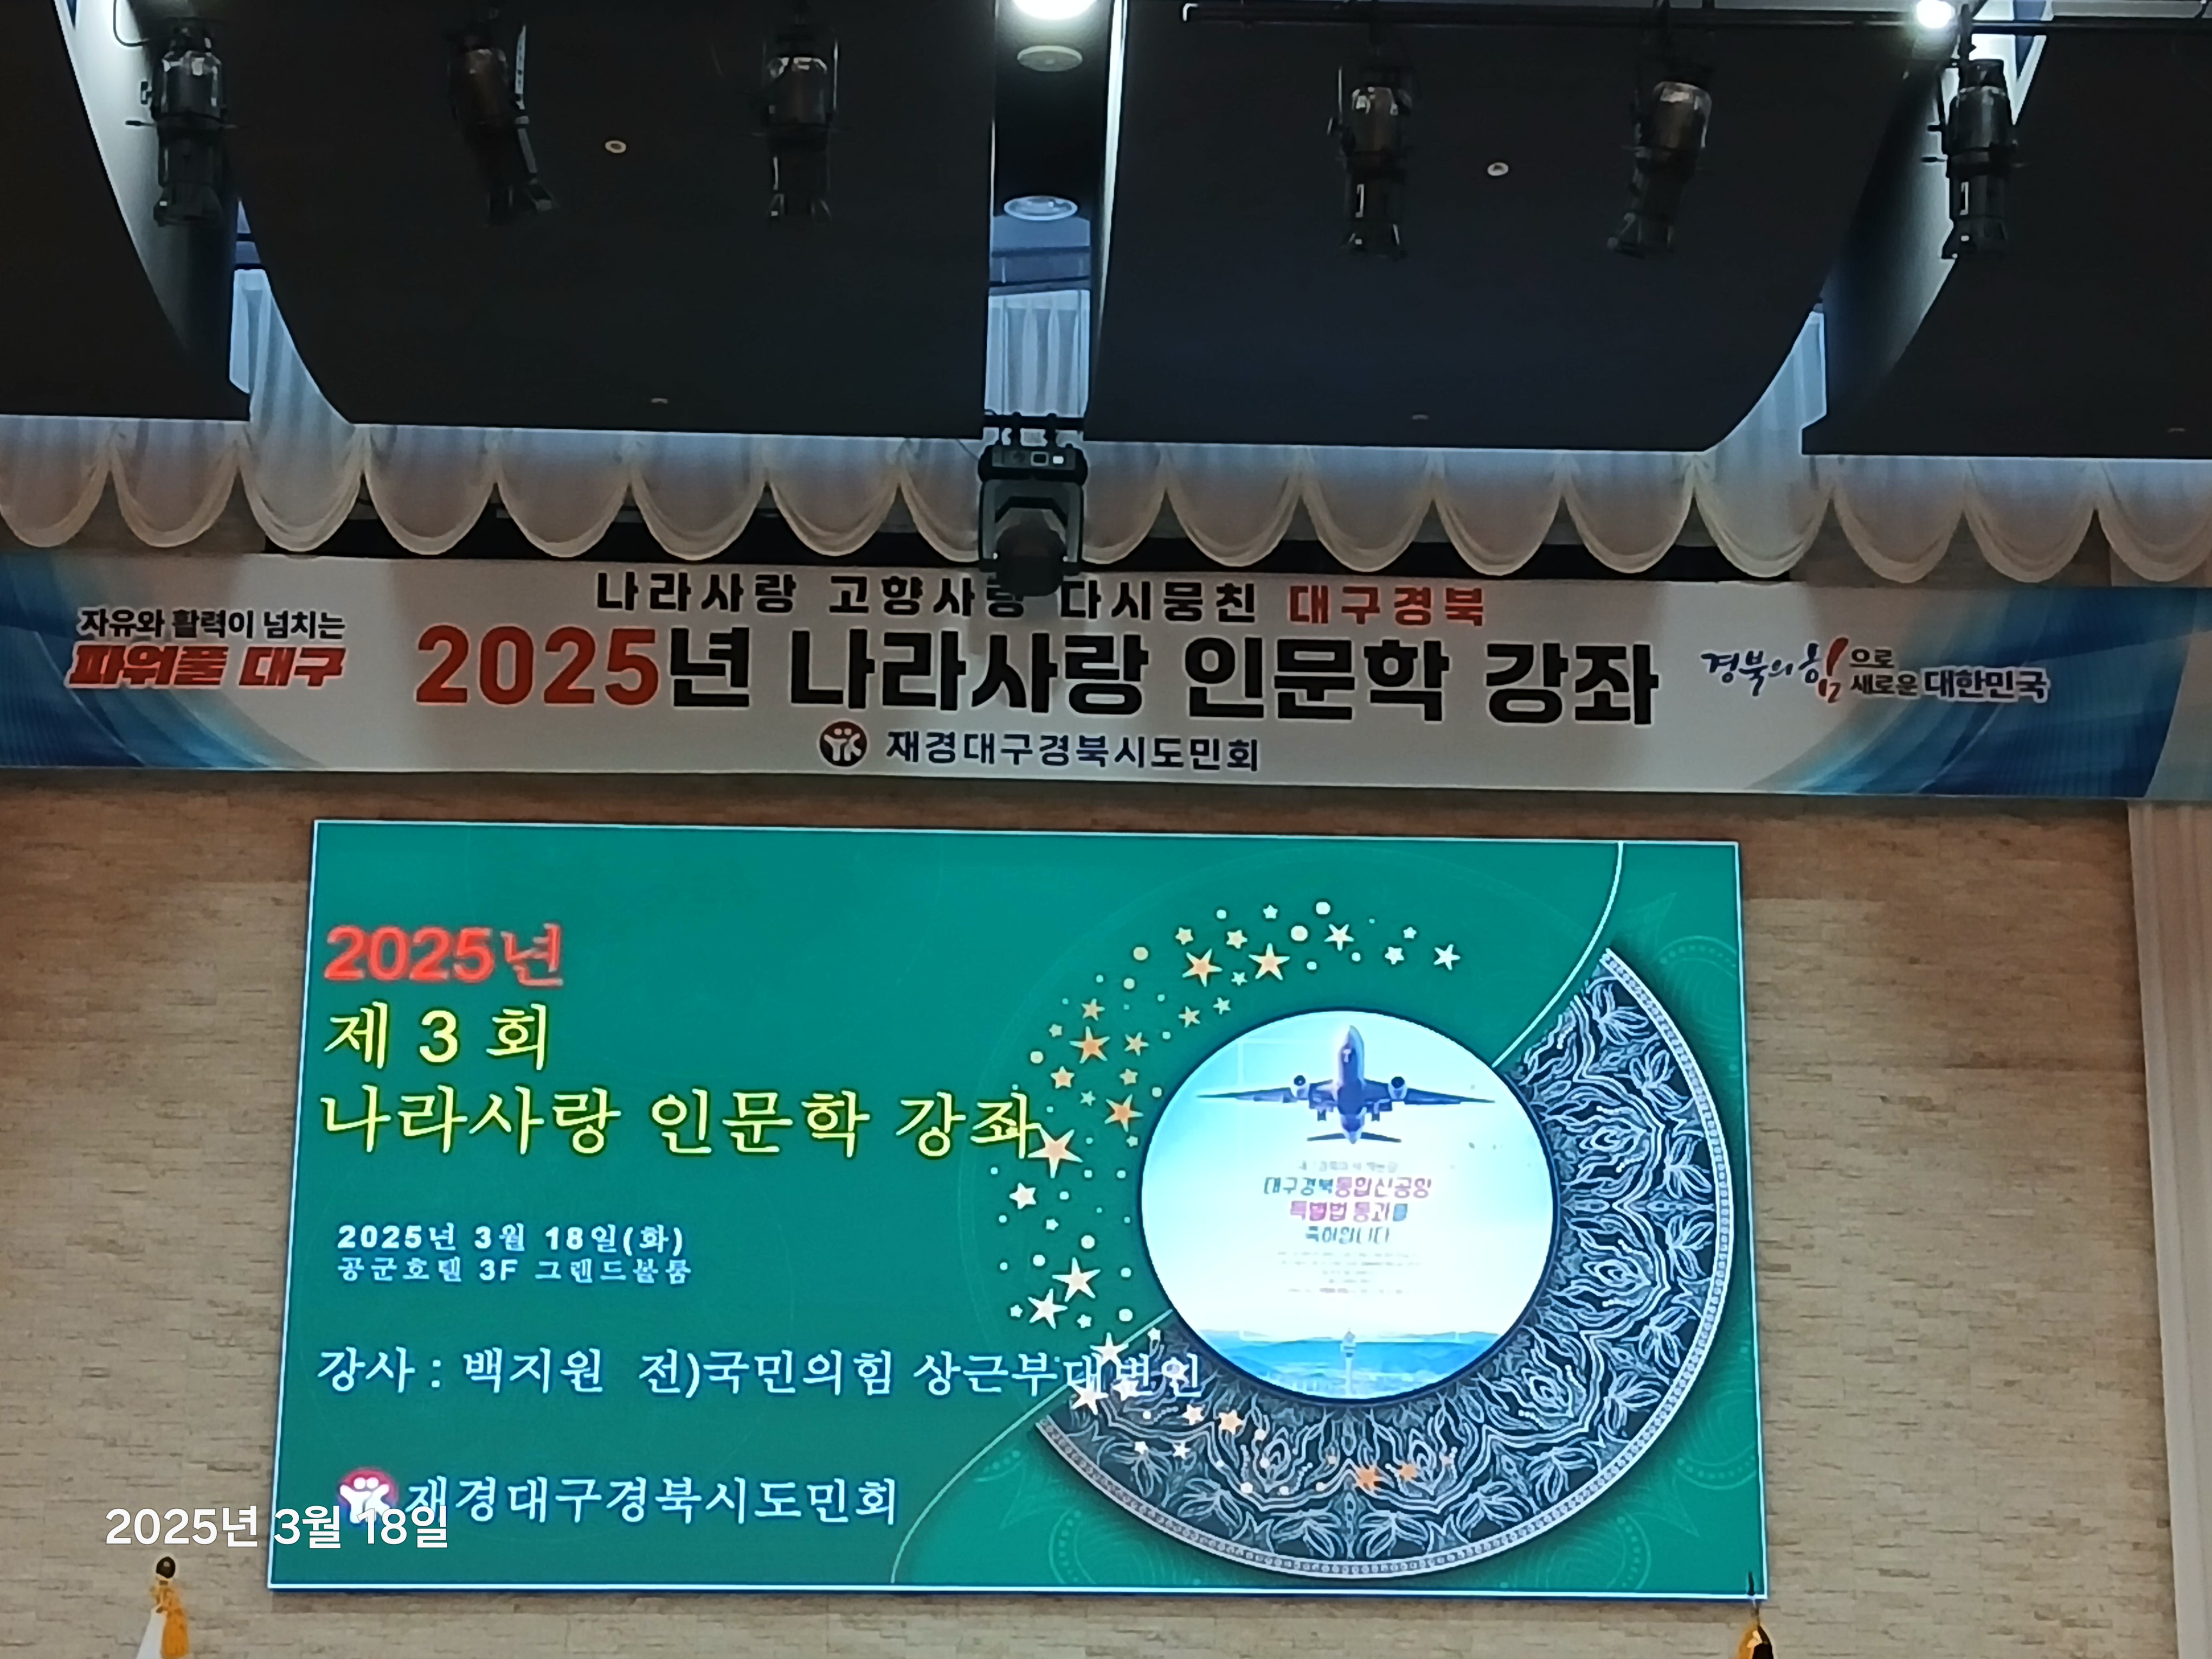 나라사랑 고향사랑 다시뭉친 대구경북
자유와 활력이 넘치는
파워풀 대구
2025년 나라사랑 인문학 강좌
경북의 힘으로
새로운 대한민국
재경대구경북시도민회
2025년
제 3 회
나라사랑 인문학 강좌
2025년 3월 18일(화)
공군호텔 3F 그랜드볼룸
강사 : 백지원 전)국민의힘 상근부대변인
재경대구경북시도민회
대구경북통합신공항
특별법 통과를
축하합니다
2025년 3월 18일